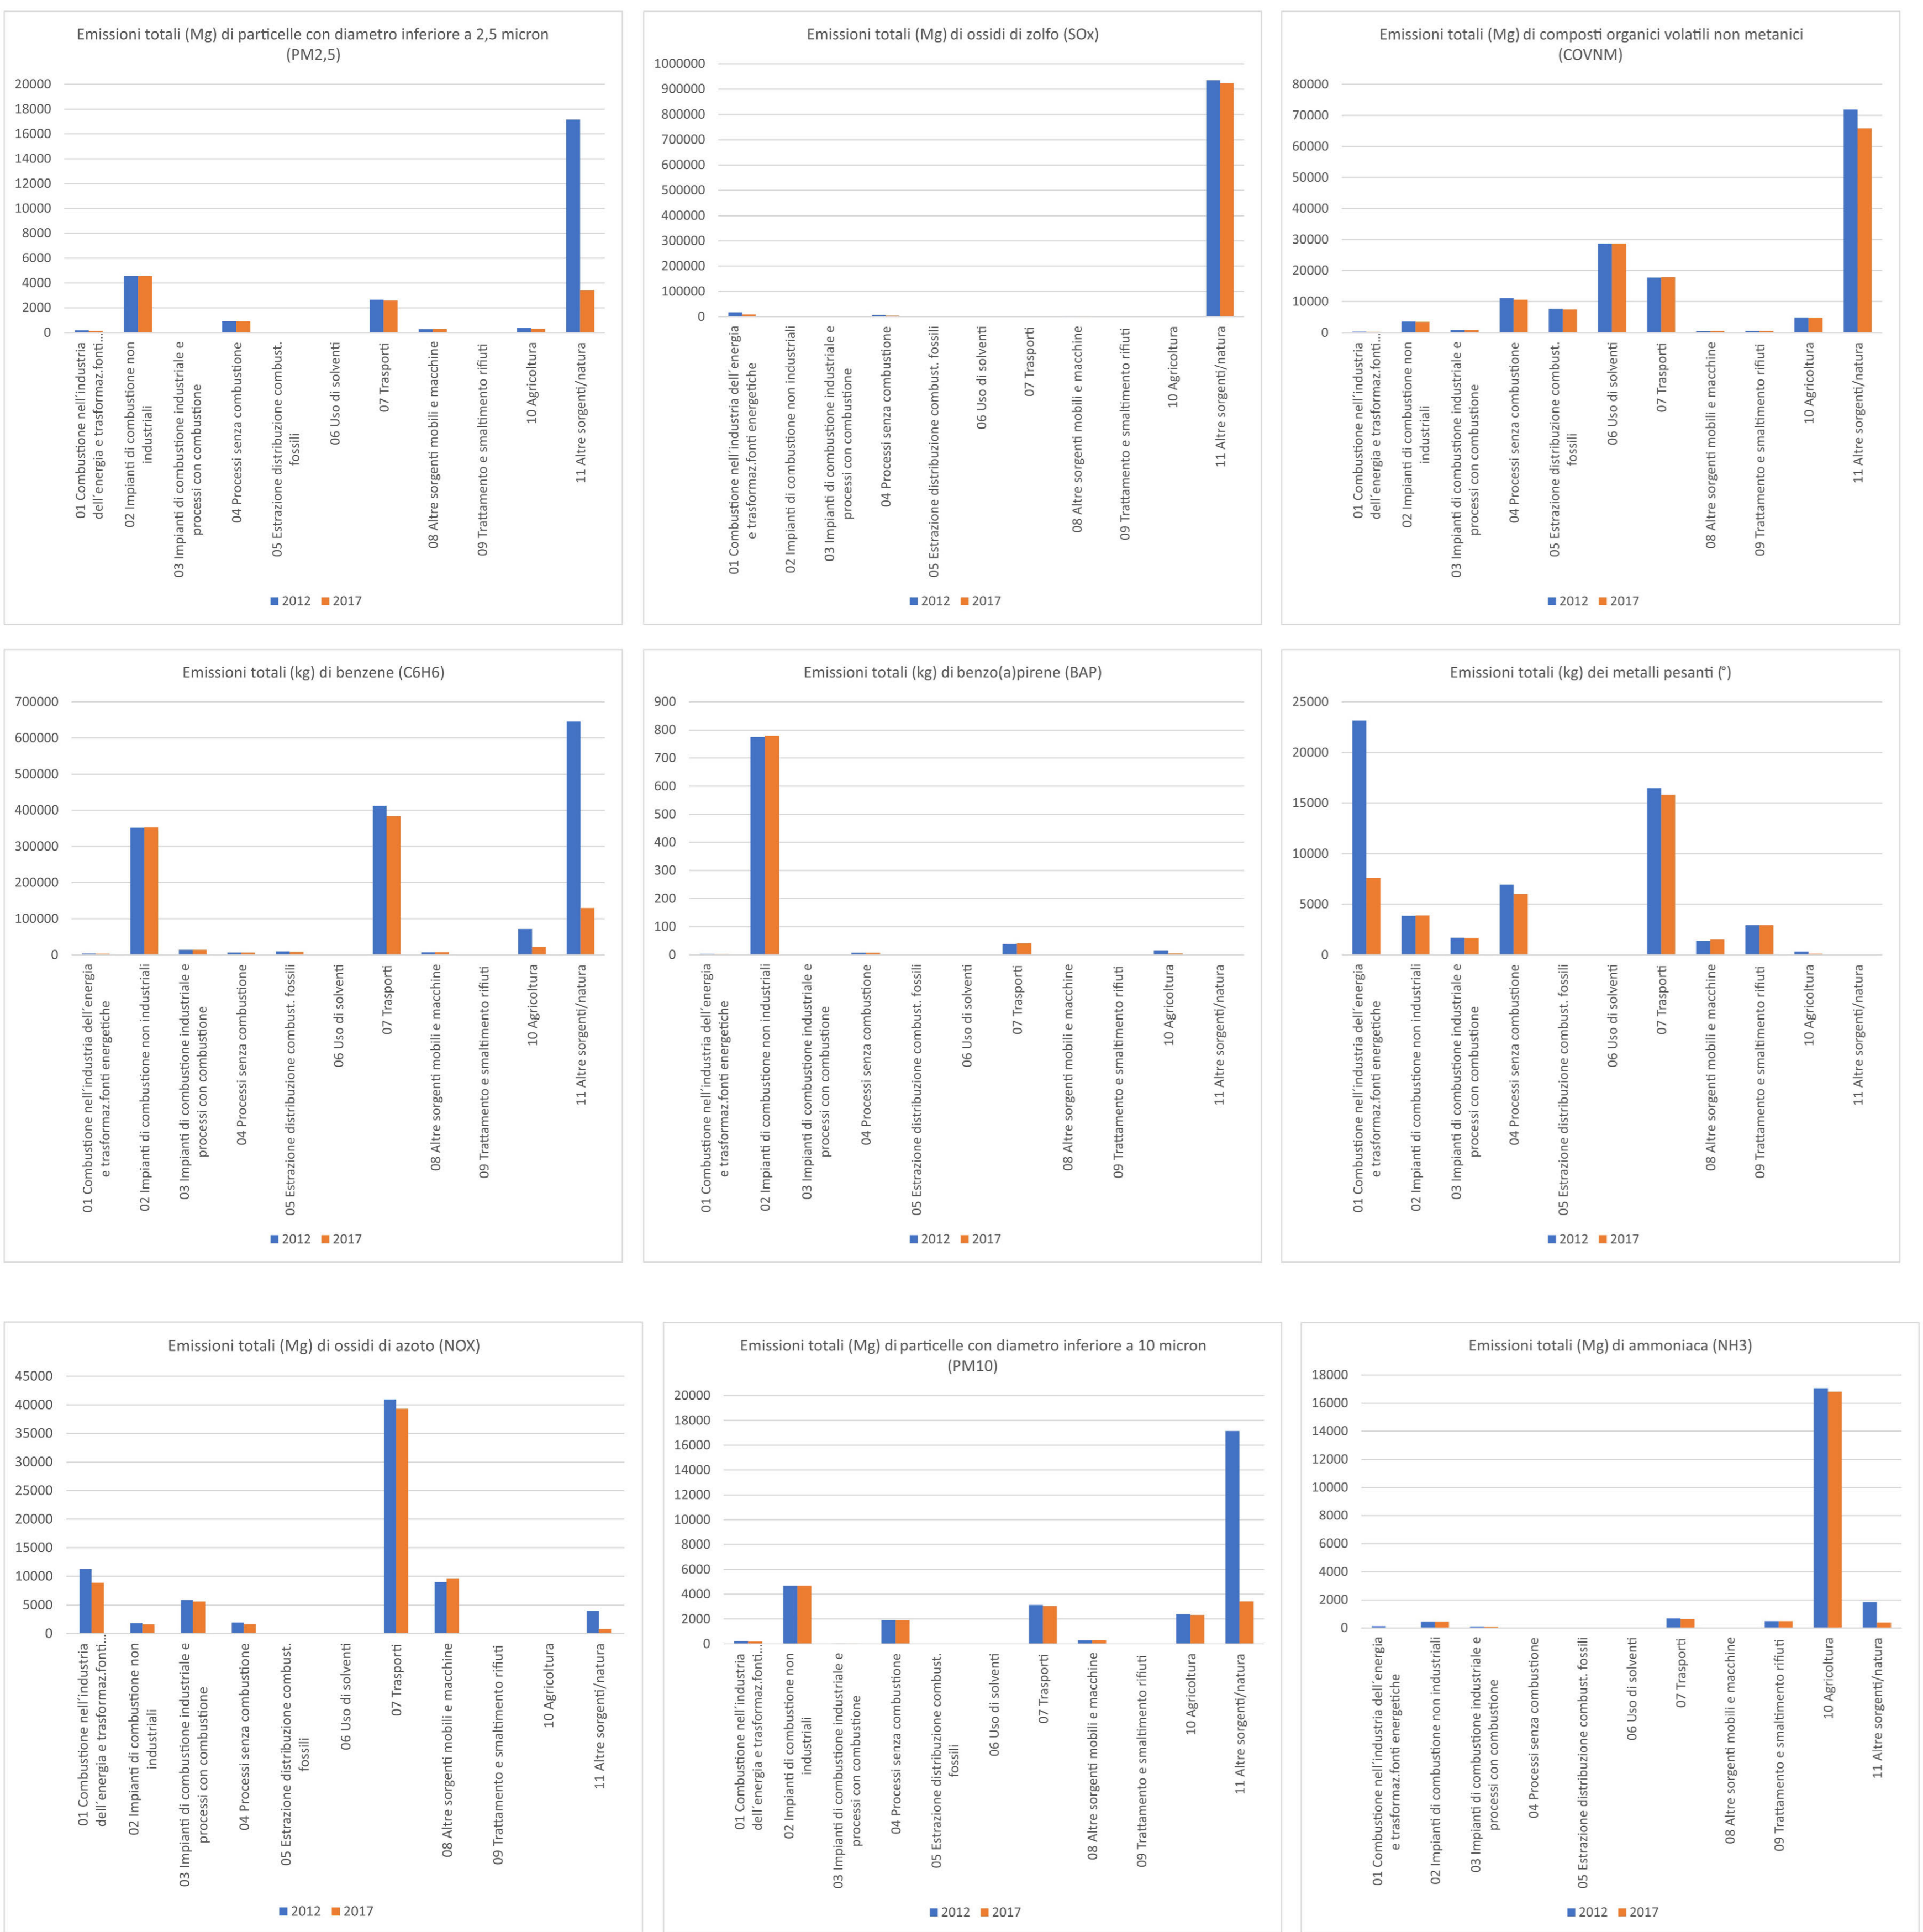 Emissioni totali (Mg) di particelle con diametro inferiore a 2,5 micron
(PM2,5)
20000
18000
16000
14000
12000
10000
8000
6000
4000
2000
0
01 Combustione nell´industria
dell´energia e trasformaz.fonti…
02 Impianti di combustione non
industriali
03 Impianti di combustione industriale e
processi con combustione
04 Processi senza combustione
05 Estrazione distribuzione combust.
fossili
06 Uso di solventi
07 Trasporti
08 Altre sorgenti mobili e macchine
09 Trattamento e smaltimento rifiuti
10 Agricoltura
11 Altre sorgenti/natura
2012 2017
Emissioni totali (Mg) di ossidi di zolfo (SOx)
1000000
900000
800000
700000
600000
500000
400000
300000
200000
100000
0
01 Combustione nell´industria dell´energia
e trasformaz.fonti energetiche
02 Impianti di combustione non industriali
03 Impianti di combustione industriale e
processi con combustione
04 Processi senza combustione
05 Estrazione distribuzione combust. fossili
06 Uso di solventi
07 Trasporti
08 Altre sorgenti mobili e macchine
09 Trattamento e smaltimento rifiuti
10 Agricoltura
11 Altre sorgenti/natura
2012 2017
Emissioni totali (Mg) di composti organici volatili non metanici
(COVNM)
80000
70000
60000
50000
40000
30000
20000
10000
0
01 Combustione nell´industria
dell´energia e trasformaz.fonti…
02 Impianti di combustione non
industriali
03 Impianti di combustione industriale e
processi con combustione
04 Processi senza combustione
05 Estrazione distribuzione combust.
fossili
06 Uso di solventi
07 Trasporti
08 Altre sorgenti mobili e macchine
09 Trattamento e smaltimento rifiuti
10 Agricoltura
11 Altre sorgenti/natura
2012 2017
Emissioni totali (kg) di benzene (C6H6)
700000
600000
500000
400000
300000
200000
100000
0
01 Combustione nell´industria dell´energia
e trasformaz.fonti energetiche
02 Impianti di combustione non industriali
03 Impianti di combustione industriale e
processi con combustione
04 Processi senza combustione
05 Estrazione distribuzione combust. fossili
06 Uso di solventi
07 Trasporti
08 Altre sorgenti mobili e macchine
09 Trattamento e smaltimento rifiuti
10 Agricoltura
11 Altre sorgenti/natura
2012 2017
Emissioni totali (kg) di benzo(a)pirene (BAP)
900
800
700
600
500
400
300
200
100
0
01 Combustione nell´industria dell´energia
e trasformaz.fonti energetiche
02 Impianti di combustione non industriali
03 Impianti di combustione industriale e
processi con combustione
04 Processi senza combustione
05 Estrazione distribuzione combust. fossili
06 Uso di solventi
07 Trasporti
08 Altre sorgenti mobili e macchine
09 Trattamento e smaltimento rifiuti
10 Agricoltura
11 Altre sorgenti/natura
2012 2017
Emissioni totali (kg) dei metalli pesanti (°)
25000
20000
15000
10000
5000
0
01 Combustione nell´industria dell´energia
e trasformaz.fonti energetiche
02 Impianti di combustione non industriali
03 Impianti di combustione industriale e
processi con combustione
04 Processi senza combustione
05 Estrazione distribuzione combust. fossili
06 Uso di solventi
07 Trasporti
08 Altre sorgenti mobili e macchine
09 Trattamento e smaltimento rifiuti
10 Agricoltura
11 Altre sorgenti/natura
2012 2017
Emissioni totali (Mg) di ossidi di azoto (NOX)
45000
40000
35000
30000
25000
20000
15000
10000
5000
0
01 Combustione nell´industria
dell´energia e trasformaz.fonti…
02 Impianti di combustione non
industriali
03 Impianti di combustione industriale e
processi con combustione
04 Processi senza combustione
05 Estrazione distribuzione combust.
fossili
06 Uso di solventi
07 Trasporti
08 Altre sorgenti mobili e macchine
09 Trattamento e smaltimento rifiuti
10 Agricoltura
11 Altre sorgenti/natura
2012 2017
Emissioni totali (Mg) di particelle con diametro inferiore a 10 micron
(PM10)
20000
18000
16000
14000
12000
10000
8000
6000
4000
2000
0
01 Combustione nell´industria
dell´energia e trasformaz.fonti…
02 Impianti di combustione non
industriali
03 Impianti di combustione industriale e
processi con combustione
04 Processi senza combustione
05 Estrazione distribuzione combust.
fossili
06 Uso di solventi
07 Trasporti
08 Altre sorgenti mobili e macchine
09 Trattamento e smaltimento rifiuti
10 Agricoltura
11 Altre sorgenti/natura
2012 2017
Emissioni totali (Mg) di ammoniaca (NH3)
18000
16000
14000
12000
10000
8000
6000
4000
2000
0
01 Combustione nell´industria dell´energia
e trasformaz.fonti energetiche
02 Impianti di combustione non industriali
03 Impianti di combustione industriale e
processi con combustione
04 Processi senza combustione
05 Estrazione distribuzione combust. fossili
06 Uso di solventi
07 Trasporti
08 Altre sorgenti mobili e macchine
09 Trattamento e smaltimento rifiuti
10 Agricoltura
11 Altre sorgenti/natura
2012 2017